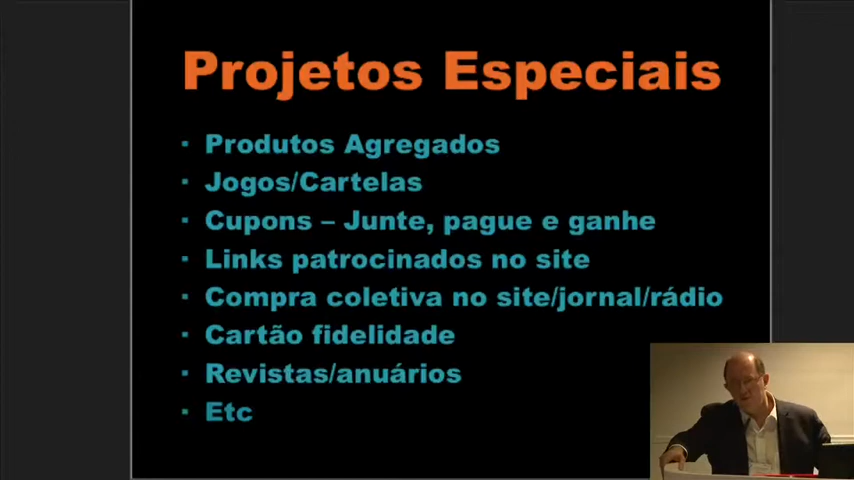 Projetos Especiais
Produtos Agregados
Jogos/Cartelas
Cupons – Junte, pague e ganhe
Links patrocinados no site
Compra coletiva no site/jornal/rádio
Cartão fidelidade
Revistas/anuários
Etc